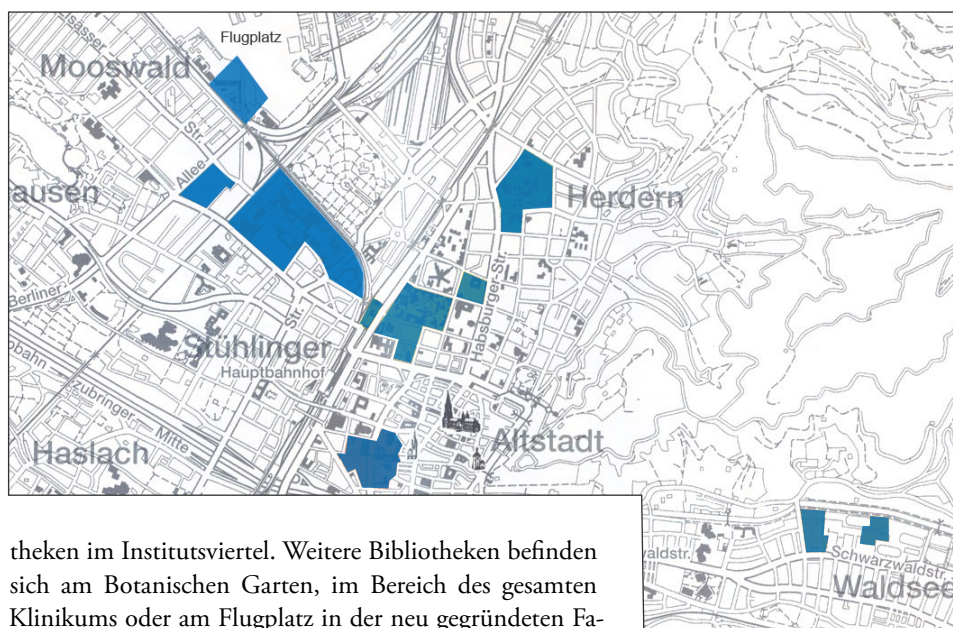 Flugplatz
Mooswald
Allee
Str.
ausen
Herdern
Habsburger Str.
Berliner
Str.
Stühlinger
Hauptbahnhof
zubringer Mitte
Haslach
Altstadt
Schwarzwaldstr.
Waldsee
theken im Institutsviertel. Weitere Bibliotheken befinden
sich am Botanischen Garten, im Bereich des gesamten
Klinikums oder am Flugplatz in der neu gegründeten Fa-